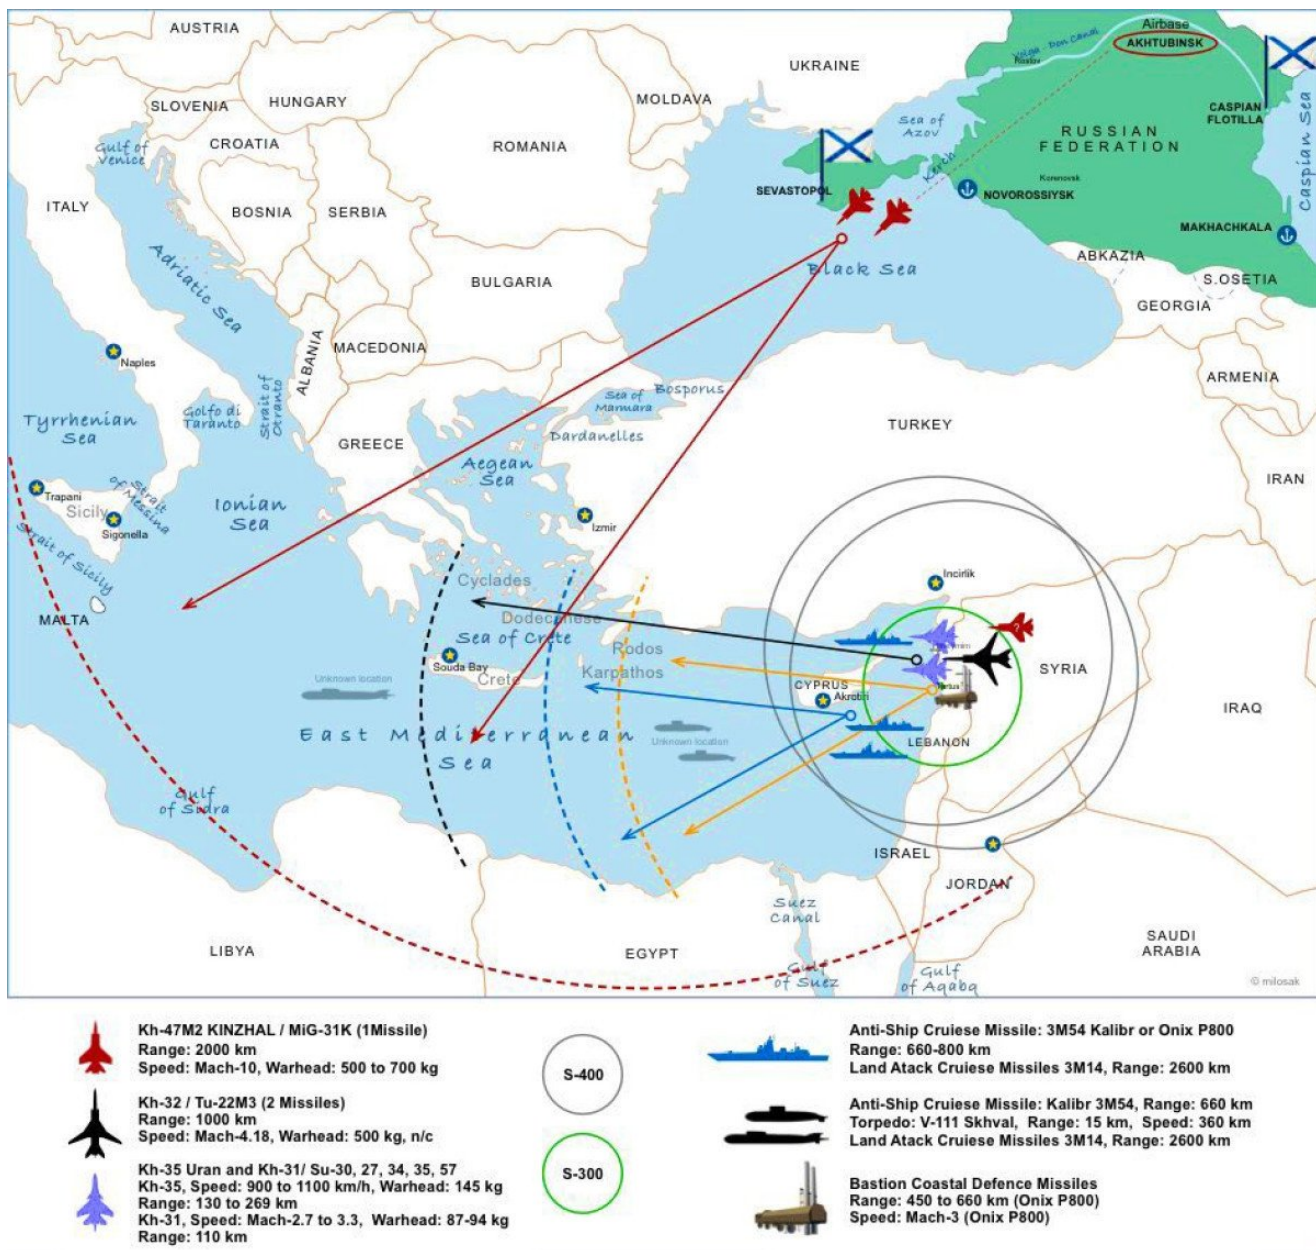 AUSTRIA
Airbase
AKHTUBINSK
Volga - Don Canal
Rostov
UKRAINE
HUNGARY
MOLDAVA
SLOVENIA
CASPIAN
FLOTILLA
Caspian Sea
Sea of
Azov
RUSSIAN
FEDERATION
CROATIA
ROMANIA
Gulf of
Venice
Kerch
Korenovsk
SEVASTOPOL
NOVOROSSIYSK
ITALY
BOSNIA
SERBIA
MAKHACHKALA
Adriatic Sea
ABKAZIA
Black Sea
BULGARIA
S.OSETIA
GEORGIA
ALBANIA
MACEDONIA
Naples
ARMENIA
Bosporus
Sea of
Marmara
Strait of
Otranto
Golfo di
Taranto
Tyrrhenian
Sea
TURKEY
Dardanelles
GREECE
Aegean
Sea
IRAN
Trapani
Strait
of Messina
Sicily
Ionian
Sea
Izmir
Sigonella
Strait of Sicily
Incirlik
Cyclades
MALTA
Dodecanese
Sea of Crete
?
Rodos
Souda Bay
Karpathos
SYRIA
Crete
Unknown location
CYPRUS
Akrotiri
Tartus
IRAQ
East Mediterranean
Sea
Unknown location
LEBANON
Gulf
of Sidra
ISRAEL
JORDAN
Suez
Canal
LIBYA
EGYPT
SAUDI
ARABIA
Gulf
of Suez
Gulf
of Aqabq
© milosak
Kh-47M2 KINZHAL / MiG-31K (1Missile)
Range: 2000 km
Speed: Mach-10, Warhead: 500 to 700 kg
Kh-32 / Tu-22M3 (2 Missiles)
Range: 1000 km
Speed: Mach-4.18, Warhead: 500 kg, n/c
Kh-35 Uran and Kh-31/ Su-30, 27, 34, 35, 57
Kh-35, Speed: 900 to 1100 km/h, Warhead: 145 kg
Range: 130 to 269 km
Kh-31, Speed: Mach-2.7 to 3.3, Warhead: 87-94 kg
Range: 110 km
S-400
S-300
Anti-Ship Cruiese Missile: 3M54 Kalibr or Onix P800
Range: 660-800 km
Land Atack Cruiese Missiles 3M14, Range: 2600 km
Anti-Ship Cruiese Missile: Kalibr 3M54, Range: 660 km
Torpedo: V-111 Skhval, Range: 15 km, Speed: 360 km
Land Atack Cruiese Missiles 3M14, Range: 2600 km
Bastion Coastal Defence Missiles
Range: 450 to 660 km (Onix P800)
Speed: Mach-3 (Onix P800)